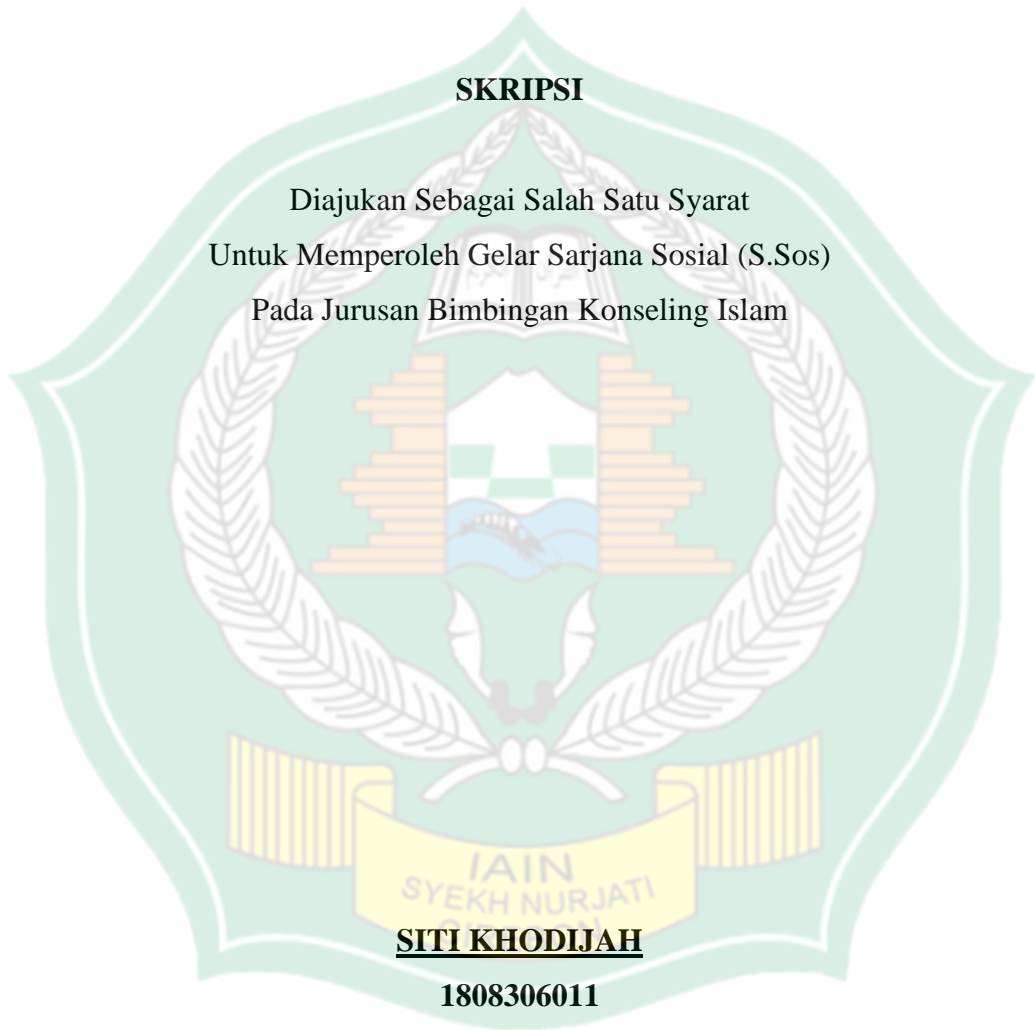 SKRIPSI
Diajukan Sebagai Salah Satu Syarat
Untuk Memperoleh Gelar Sarjana Sosial (S.Sos)
Pada Jurusan Bimbingan Konseling Islam
IAIN
SYEKH NURJATI
SITI KHODIJAH
1808306011